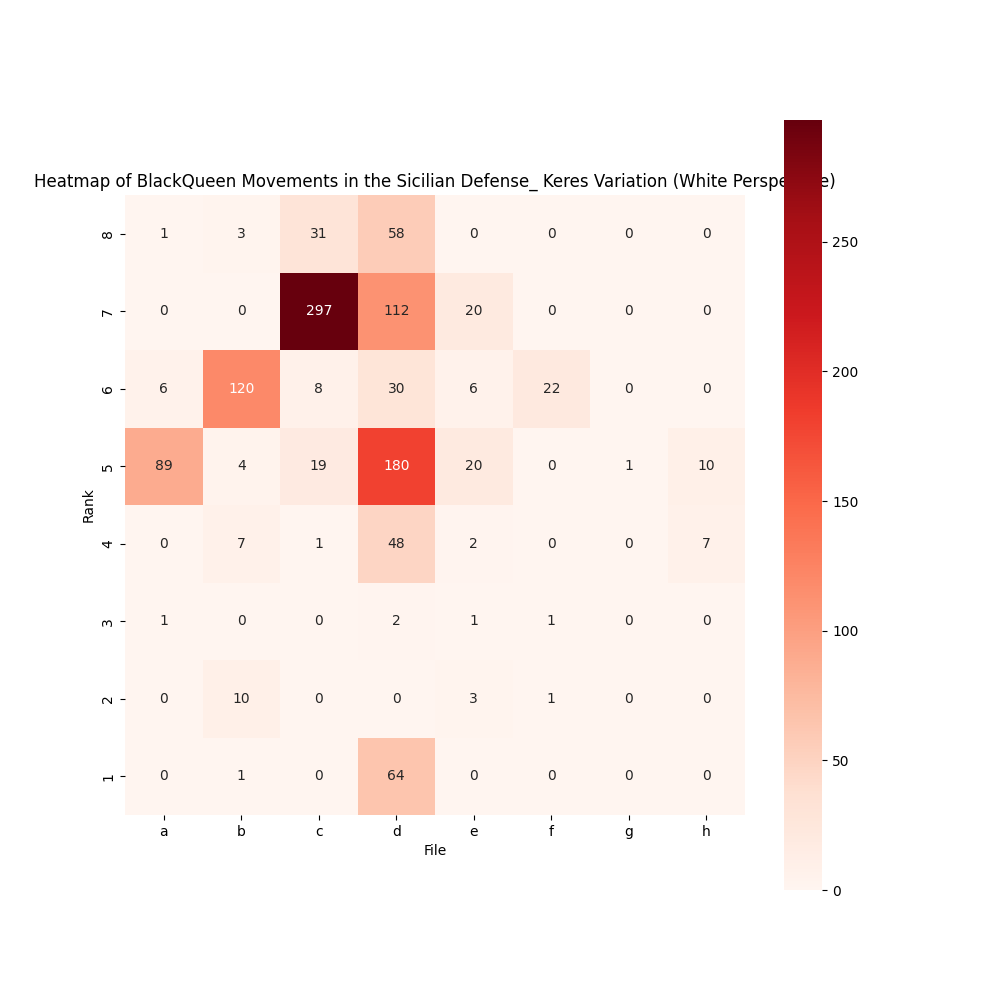 Heatmap of BlackQueen Movements in the Sicilian Defense_ Keres Variation (White Perspe e)
8 1 3 31 58 0 0 0 0
7 0 0 297 112 20 0 0 0
6 6 120 8 30 6 22 0 0
5 89 4 19 180 20 0 1 10
4 0 7 1 48 2 0 0 7
3 1 0 0 2 1 1 0 0
2 0 10 0 0 3 1 0 0
1 0 1 0 64 0 0 0 0
a b c d e f g h
File
Rank
250
200
150
100
50
0